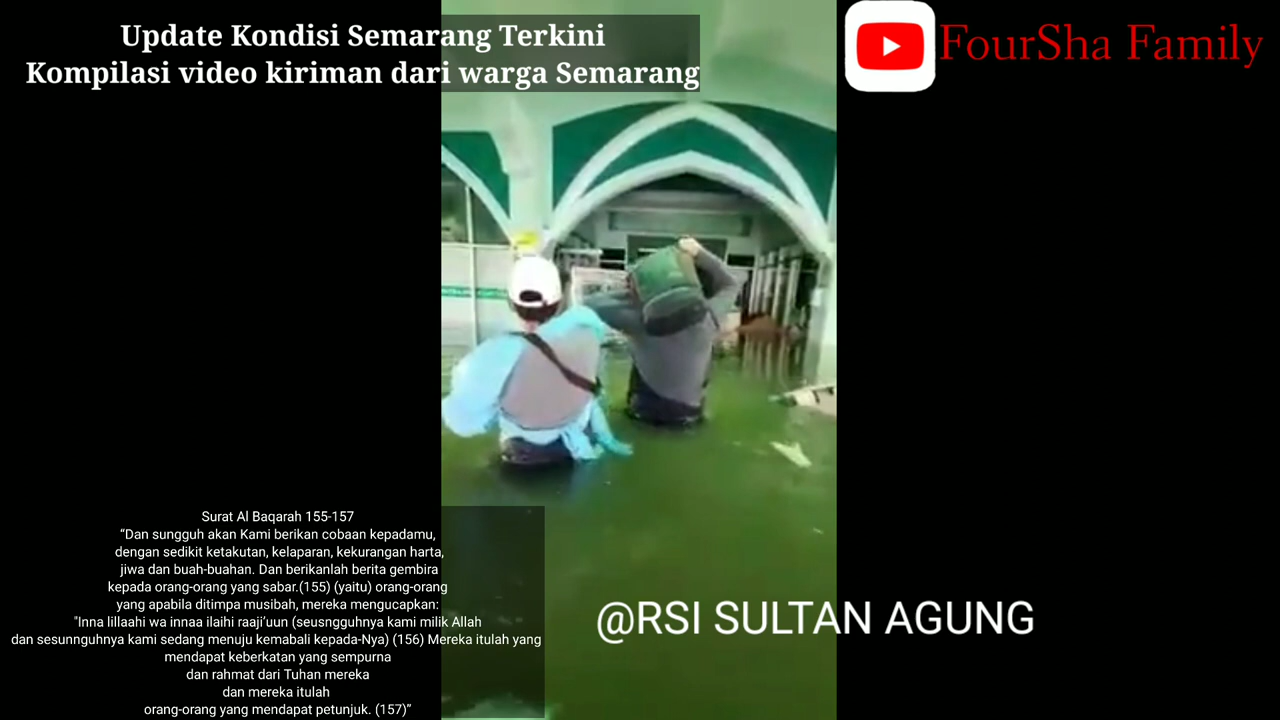 Update Kondisi Semarang Terkini
Kompilasi video kiriman dari warga Semarang
FourSha Family
Surat Al Baqarah 155-157
“Dan sungguh akan Kami berikan cobaan kepadamu,
dengan sedikit ketakutan, kelaparan, kekurangan harta,
jiwa dan buah-buahan. Dan berikanlah berita gembira
kepada orang-orang yang sabar.(155) (yaitu) orang-orang
yang apabila ditimpa musibah, mereka mengucapkan:
"Inna lillaahi wa innaa ilaihi raaji’uun (seusngguhnya kami milik Allah
dan sesunnguhnya kami sedang menuju kemabali kepada-Nya) (156) Mereka itulah yang
mendapat keberkatan yang sempurna
dan rahmat dari Tuhan mereka
dan mereka itulah
orang-orang yang mendapat petunjuk. (157)”
@RSI SULTAN AGUNG